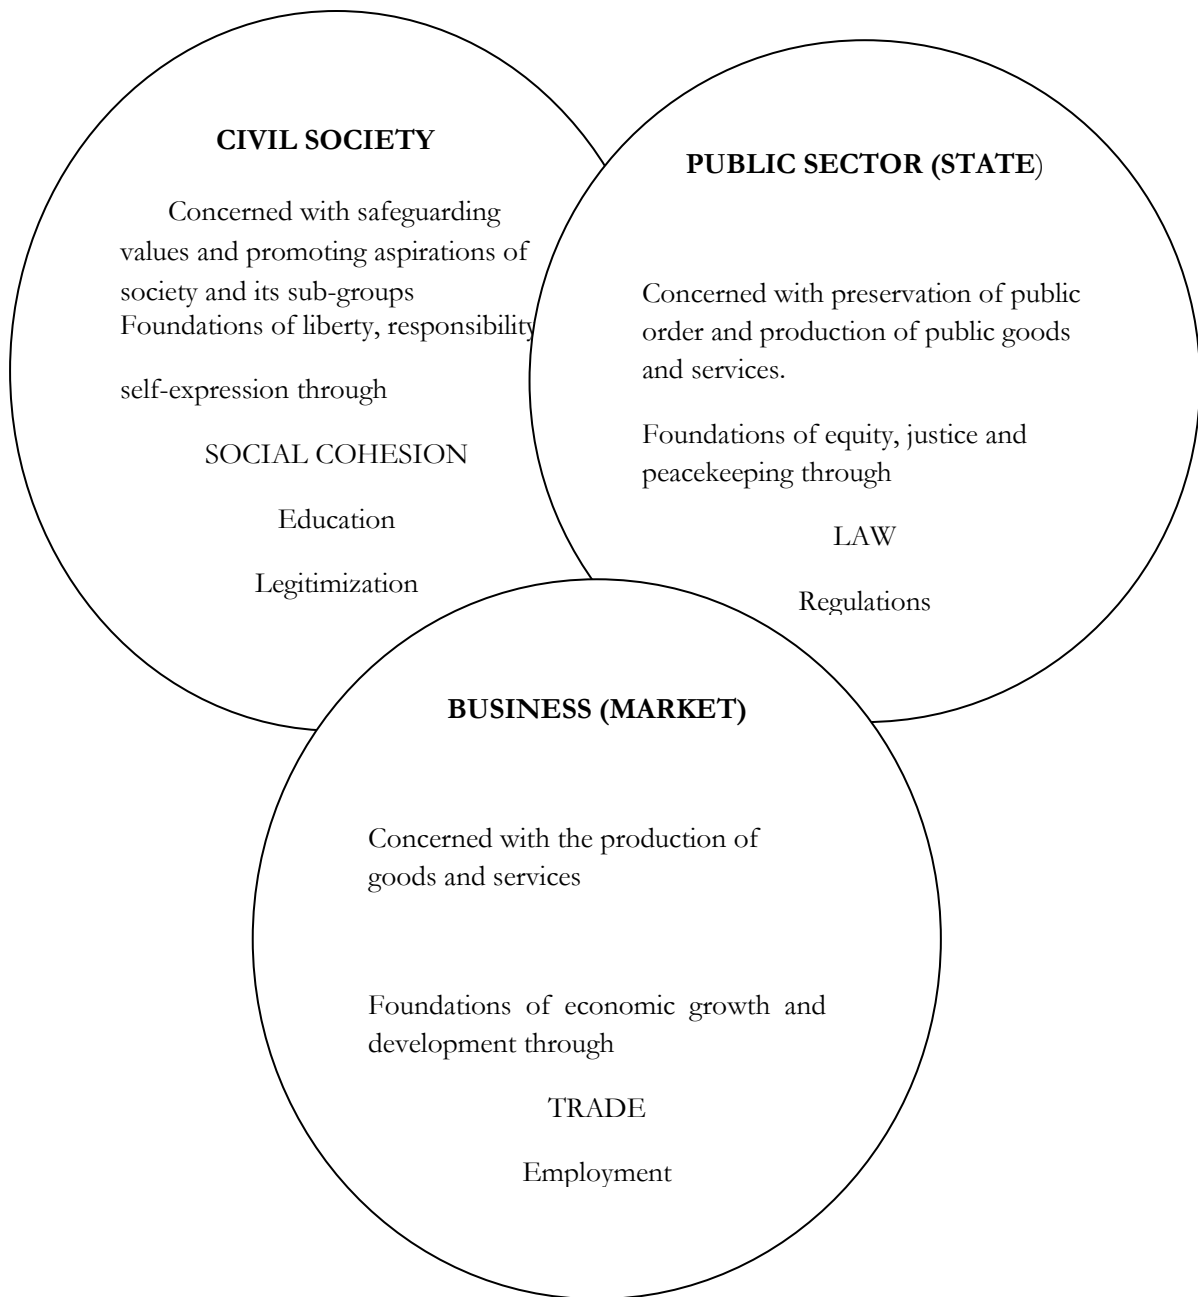 CIVIL SOCIETY
Concerned with safeguarding
values and promoting aspirations of
society and its sub-groups
Foundations of liberty, responsibility
self-expression through
SOCIAL COHESION
Education
Legitimization
PUBLIC SECTOR (STATE)
Concerned with preservation of public
order and production of public goods
and services.
Foundations of equity, justice and
peacekeeping through
LAW
Regulations
BUSINESS (MARKET)
Concerned with the production of
goods and services
Foundations of economic growth and
development through
TRADE
Employment